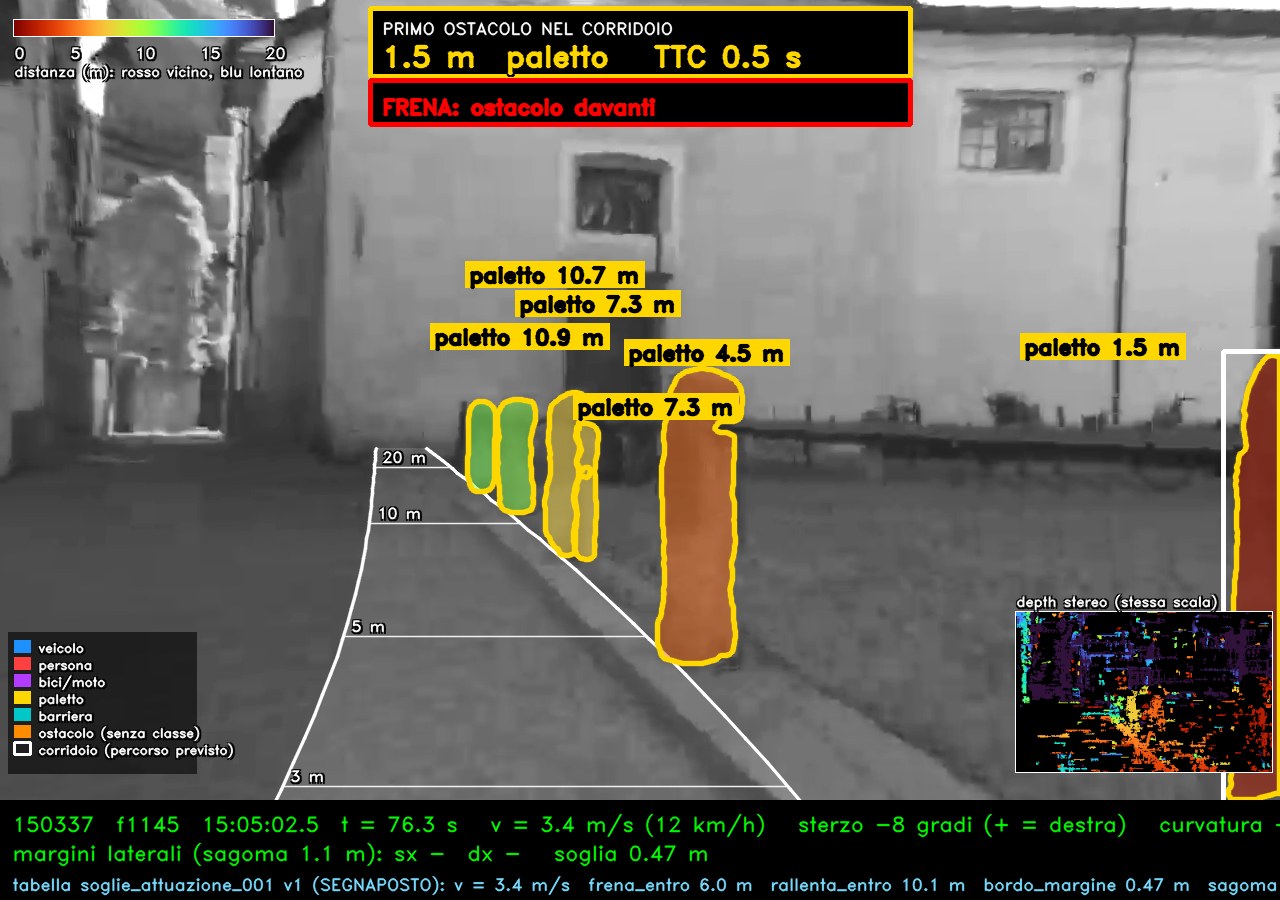 0 5 10 15 20
distanza (m): rosso vicino, blu lontano
PRIMO OSTACOLO NEL CORRIDOIO
1.5 m paletto TTC 0.5 s
FRENA: ostacolo davanti
paletto 10.7 m
paletto 7.3 m
paletto 10.9 m
paletto 4.5 m
paletto 1.5 m
paletto 7.3 m
20 m
10 m
5 m
3 m
depth stereo (stessa scala)
veicolo
persona
bici/moto
paletto
barriera
ostacolo (senza classe)
corridoio (percorso previsto)
150337 f1145 15:05:02.5 t = 76.3 s v = 3.4 m/s (12 km/h) sterzo -8 gradi (+ = destra) curvatura -
margini laterali (sagoma 1.1 m): sx - dx - soglia 0.47 m
tabella soglie_attuazione_001 v1 (SEGNAPOSTO): v = 3.4 m/s frena_entro 6.0 m rallenta_entro 10.1 m bordo_margine 0.47 m sagoma